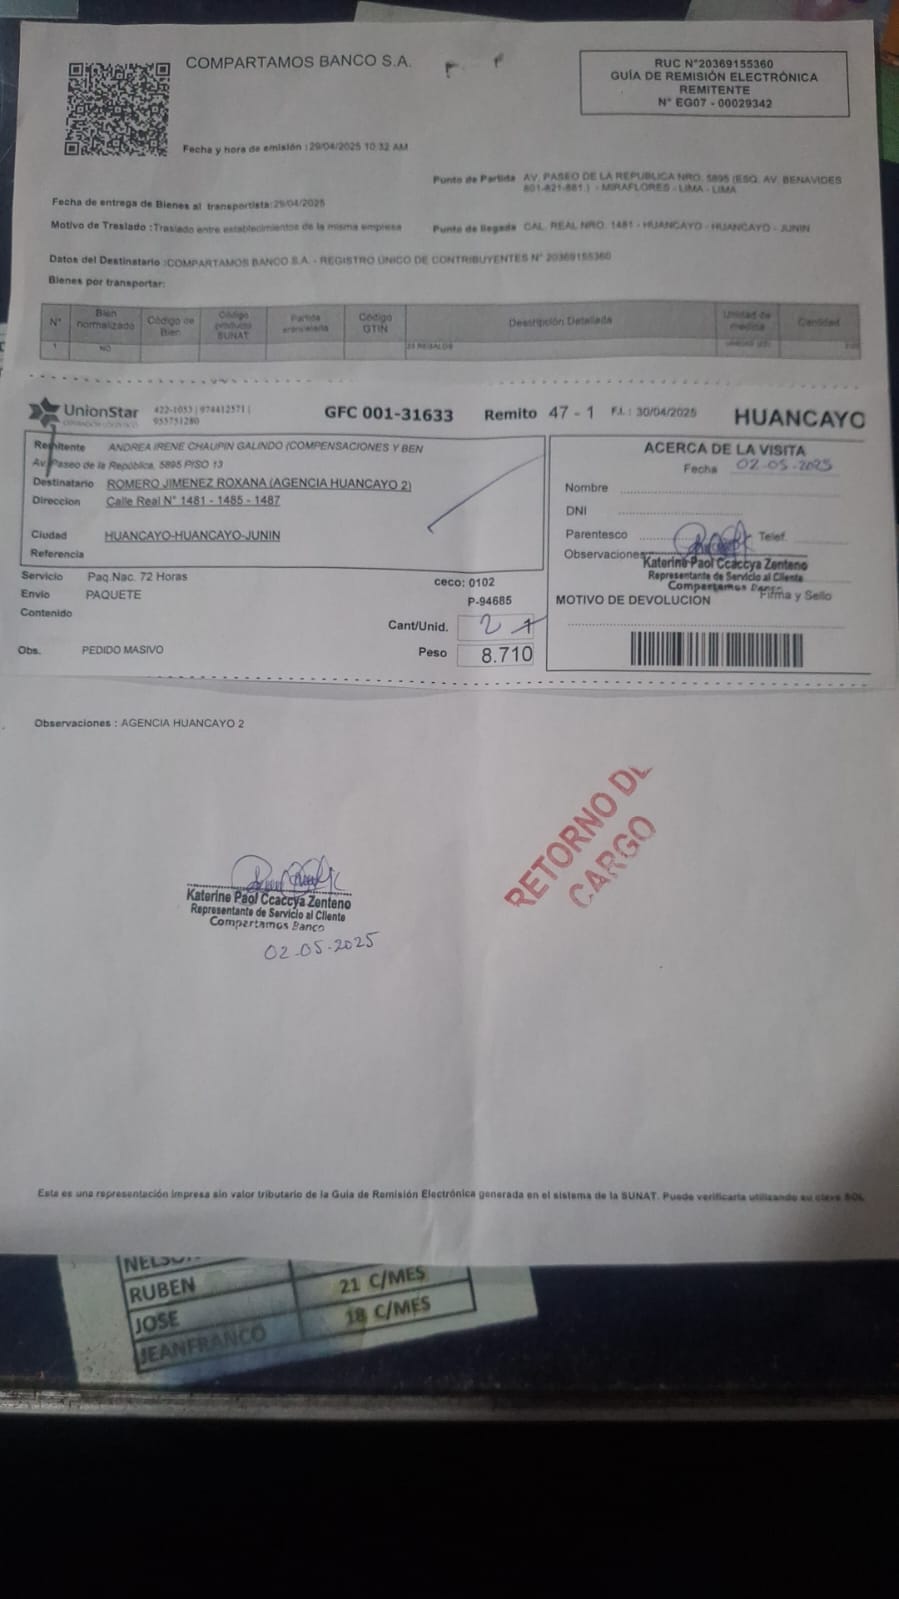 COMPARTAMOS BANCO S.A.
RUC N°20369155360
GUÍA DE REMISIÓN ELECTRÓNICA
REMITENTE
N° EG07 - 00029342
Fecha y hora de emisión : 29/04/2025 10:32 AM
Punto de Partida AV. PASEO DE LA REPUBLICA NRO. 5895 (ESQ. AV. BENAVIDES
801-821-881.) - MIRAFLORES - LIMA - LIMA
Fecha de entrega de Bienes al transportista: 29/04/2025
Motivo de Traslado : Traslado entre establecimientos de la misma empresa
Punto de llegada CAL. REAL NRO. 1481 - HUANCAYO - HUANCAYO - JUNIN
Datos del Destinatario : COMPARTAMOS BANCO S.A. - REGISTRO ÚNICO DE CONTRIBUYENTES N° 20369155360
Bienes por transportar:
N° Bien normalizado Código de Bien Código producto SUNAT Partida arancelaria Código GTIN Descripción Detallada Unidad de medida Cantidad
1 NO REGALOS
UnionStar 422-1053 | 974412571 |
955751280
GFC 001-31633 Remito 47 - 1 F.I. : 30/04/2025 HUANCAYO
Remitente ANDREA IRENE CHAUPIN GALINDO (COMPENSACIONES Y BEN
Av. Paseo de la República, 5895 PISO 13
Destinatario ROMERO JIMENEZ ROXANA (AGENCIA HUANCAYO 2)
Direccion Calle Real N° 1481 - 1485 - 1487
Ciudad HUANCAYO-HUANCAYO-JUNIN
Referencia
ACERCA DE LA VISITA
Fecha 02-05-2025
Nombre
DNI
Parentesco Telef.
Observaciones
Katerine Paol Ccaccya Zenteno
Representante de Servicio al Cliente
Compartamos Banco
Firma y Sello
MOTIVO DE DEVOLUCION
Servicio Paq.Nac. 72 Horas
Envío PAQUETE
Contenido
ceco: 0102
P-94685
Cant/Unid. 2
Peso 8.710
Obs. PEDIDO MASIVO
Observaciones : AGENCIA HUANCAYO 2
RETORNO DE
CARGO
Katerine Paol Ccaccya Zenteno
Representante de Servicio al Cliente
Compartamos Banco
02-05-2025
Esta es una representación impresa sin valor tributario de la Guía de Remisión Electrónica generada en el sistema de la SUNAT. Puede verificarla utilizando su clave SOL
RUBEN 21 C/MES
JOSE 18 C/MES
JEANFRANCO